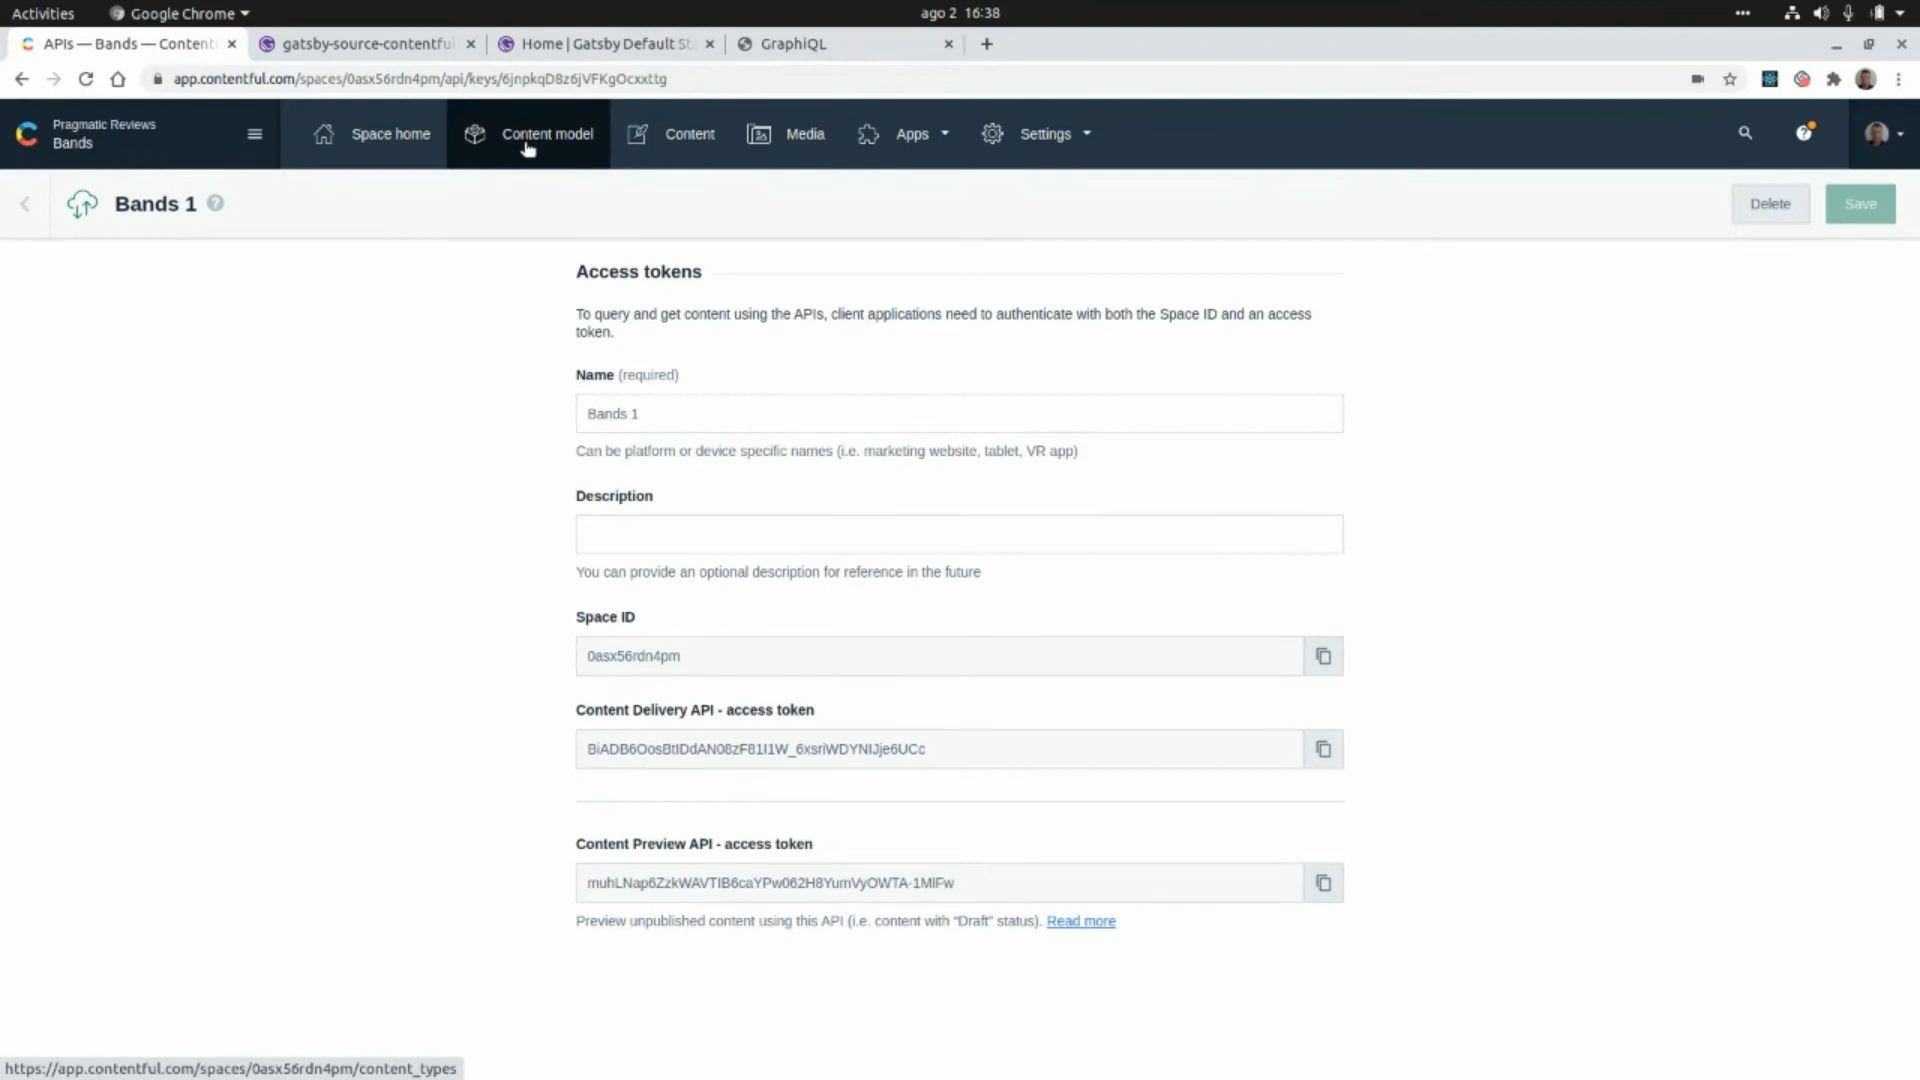 Activities
Google Chrome
ago 2 16:38
APIs — Bands — Content
gatsby-source-contentful
Home | Gatsby Default St
GraphiQL
app.contentful.com/spaces/0asx56rdn4pm/api/keys/6jnpkqD8z6jVFKgOcxxttg
Pragmatic Reviews
Bands
Space home
Content model
Content
Media
Apps
Settings
Bands 1
Delete
Save
Access tokens
To query and get content using the APIs, client applications need to authenticate with both the Space ID and an access
token.
Name (required)
Bands 1
Can be platform or device specific names (i.e. marketing website, tablet, VR app)
Description
You can provide an optional description for reference in the future
Space ID
0asx56rdn4pm
Content Delivery API - access token
BiADB6OosBtIDdAN08zF81I1W_6xsriWDYNIJje6UCc
Content Preview API - access token
muhLNap6ZzkWAVTIB6caYPw062H8YumVyOWTA-1MlFw
Preview unpublished content using this API (i.e. content with “Draft” status). Read more
https://app.contentful.com/spaces/0asx56rdn4pm/content_types